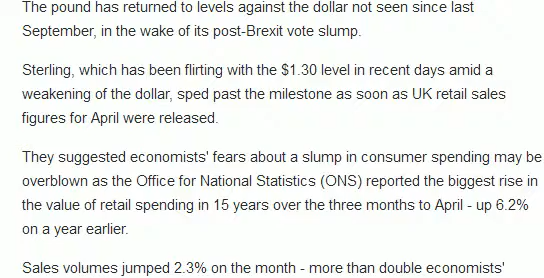 The pound has returned to levels against the dollar not seen since last
September, in the wake of its post-Brexit vote slump.
Sterling, which has been flirting with the $1.30 level in recent days amid a
weakening of the dollar, sped past the milestone as soon as UK retail sales
figures for April were released.
They suggested economists' fears about a slump in consumer spending may be
overblown as the Office for National Statistics (ONS) reported the biggest rise in
the value of retail spending in 15 years over the three months to April - up 6.2%
on a year earlier.
Sales volumes jumped 2.3% on the month - more than double economists'